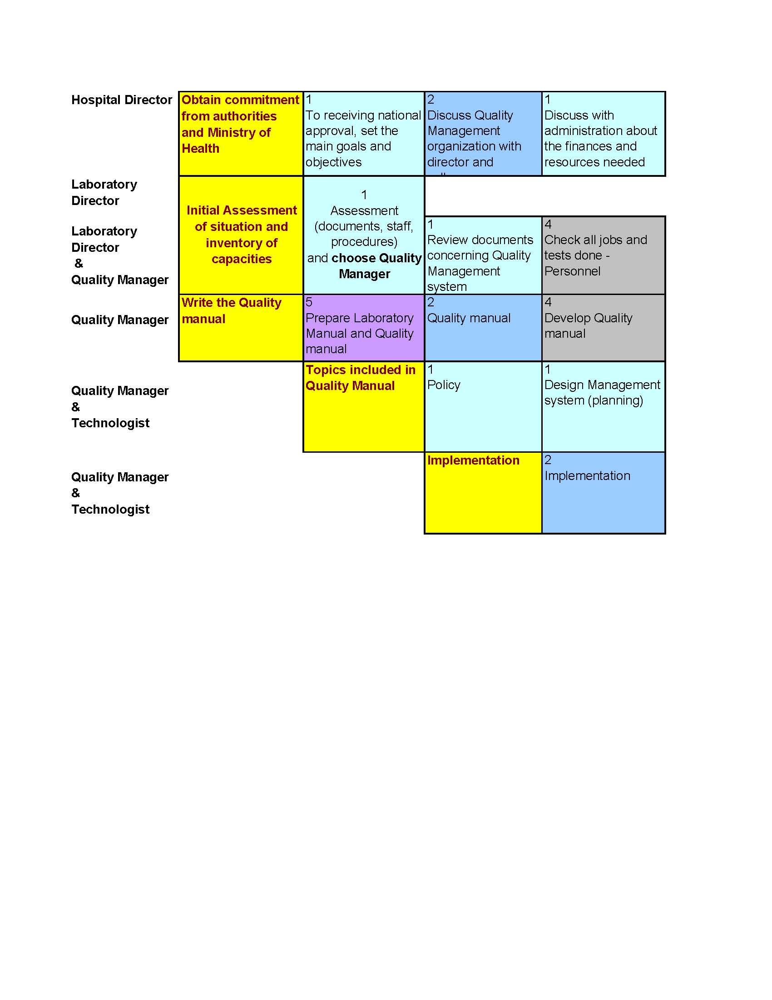 Hospital Director
Obtain commitment
from authorities
and Ministry of
Health
1
To receiving national
approval, set the
main goals and
objectives
2
Discuss Quality
Management
organization with
director and
1
Discuss with
administration about
the finances and
resources needed
Laboratory
Director
Laboratory
Director
&
Quality Manager
Initial Assessment
of situation and
inventory of
capacities
1
Assessment
(documents, staff,
procedures)
and choose Quality
Manager
1
Review documents
concerning Quality
Management
system
4
Check all jobs and
tests done -
Personnel
Quality Manager
Write the Quality
manual
5
Prepare Laboratory
Manual and Quality
manual
2
Quality manual
4
Develop Quality
manual
Quality Manager
&
Technologist
Topics included in
Quality Manual
1
Policy
1
Design Management
system (planning)
Quality Manager
&
Technologist
Implementation
2
Implementation